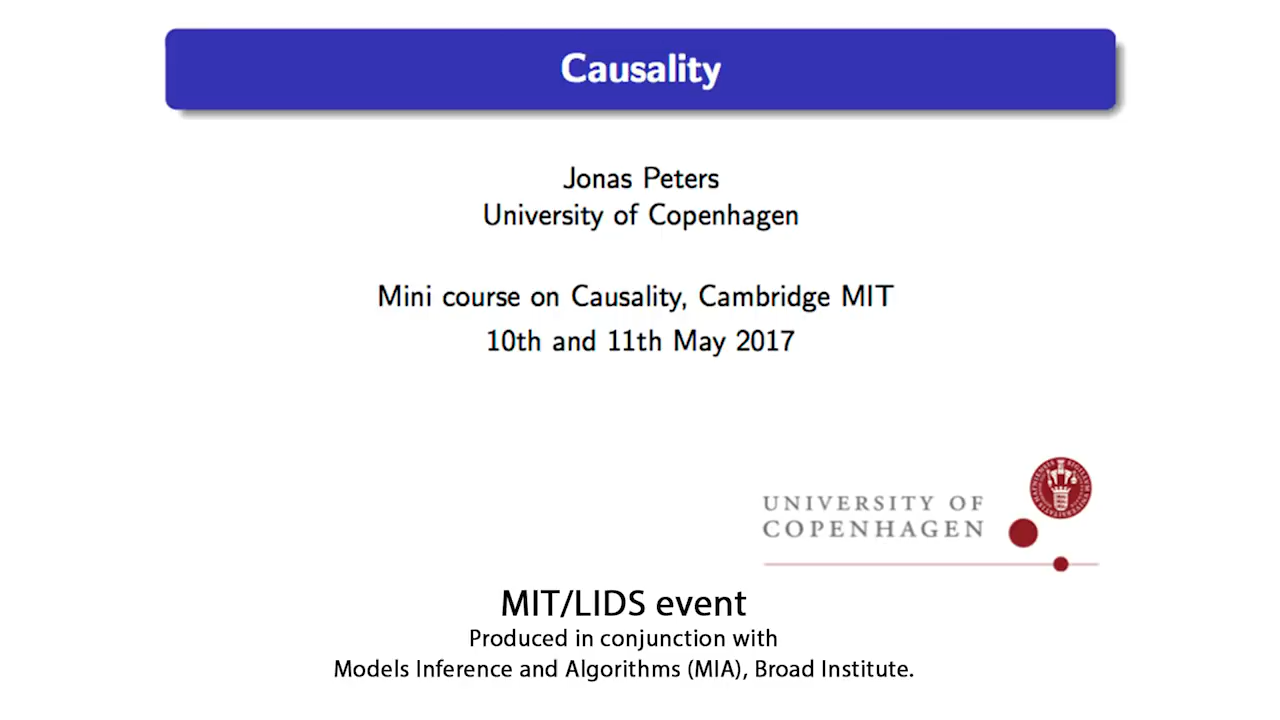 Causality
Jonas Peters
University of Copenhagen
Mini course on Causality, Cambridge MIT
10th and 11th May 2017
UNIVERSITY OF
COPENHAGEN
MIT/LIDS event
Produced in conjunction with
Models Inference and Algorithms (MIA), Broad Institute.